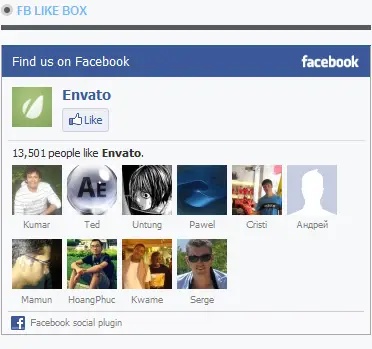 FB LIKE BOX
Find us on Facebook facebook
Envato
Like
13,501 people like Envato.
AE
Kumar Ted Untung Pawel Cristi Андрей
Mamun HoangPhuc Kwame Serge
Facebook social plugin